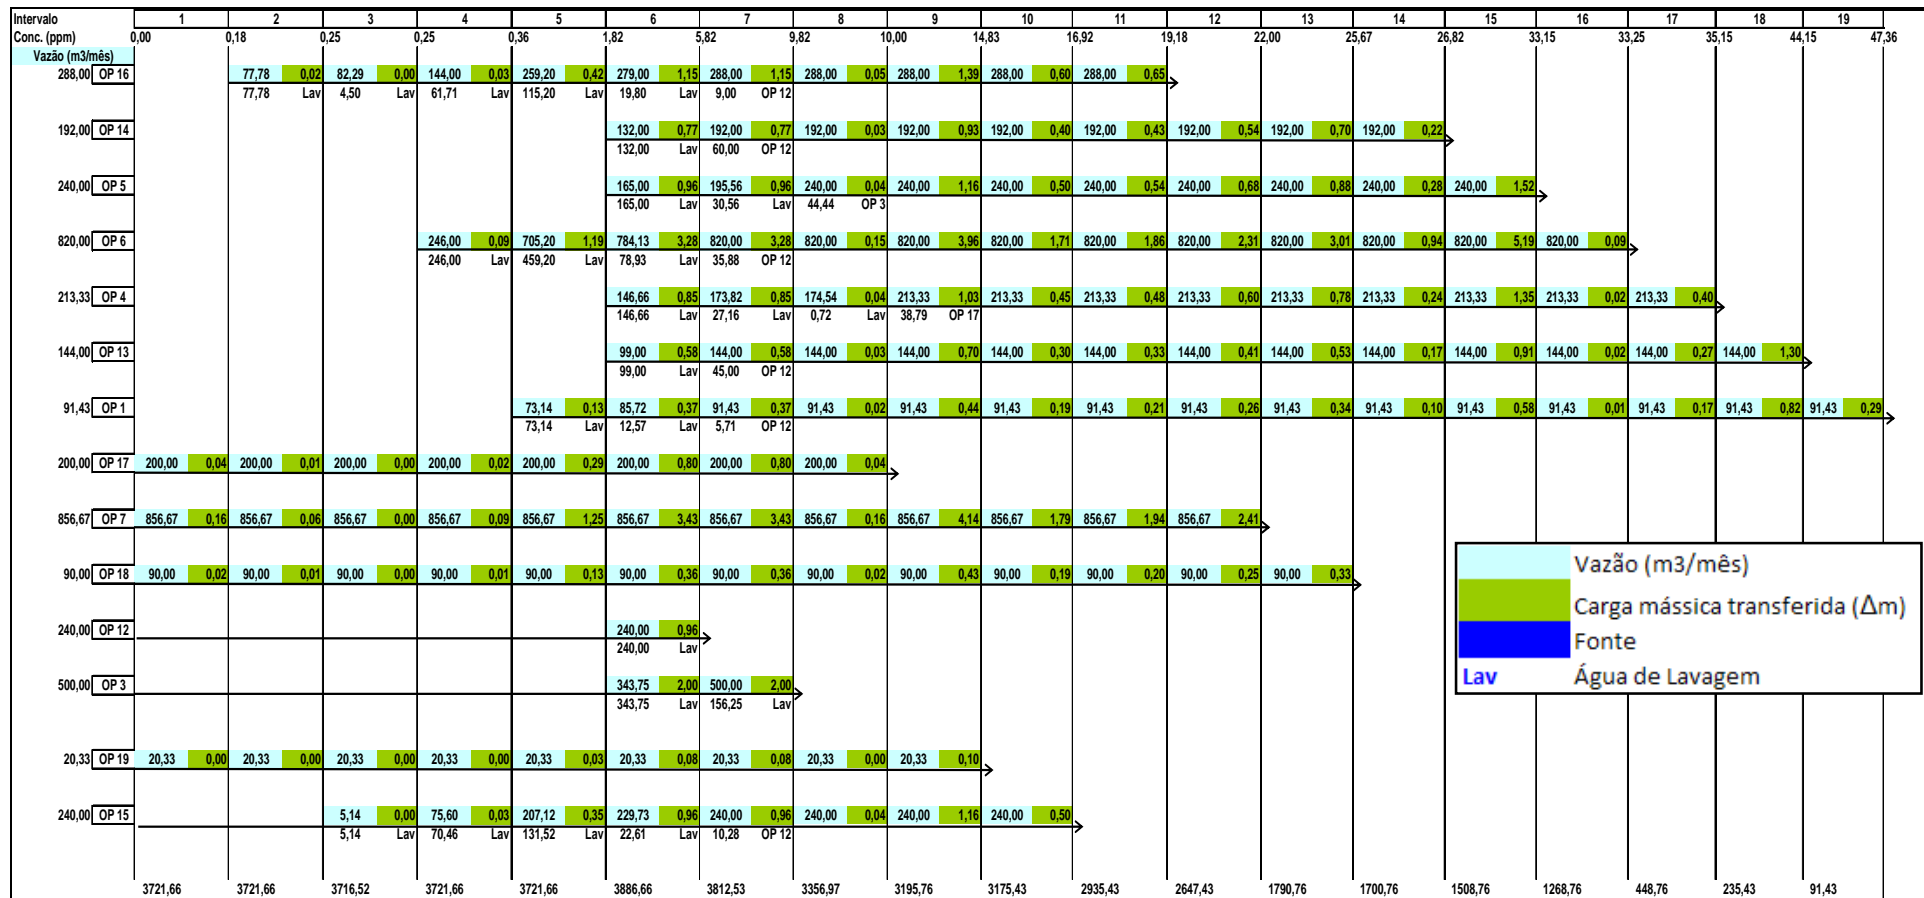 Intervalo 1 2 3 4 5 6 7 8 9 10 11 12 13 14 15 16 17 18 19
Conc. (ppm) 0,00 0,18 0,25 0,25 0,36 1,82 5,82 9,82 10,00 14,83 16,92 19,18 22,00 25,67 26,82 33,15 33,25 35,15 44,15 47,36
Vazão (m3/mês)
288,00 OP 16 77,78 0,02 82,29 0,00 144,00 0,03 259,20 0,42 279,00 1,15 288,00 1,15 288,00 0,05 288,00 1,39 288,00 0,60 288,00 0,65
77,78 Lav 4,50 Lav 61,71 Lav 115,20 Lav 19,80 Lav 9,00 OP 12
192,00 OP 14 132,00 0,77 192,00 0,77 192,00 0,03 192,00 0,93 192,00 0,40 192,00 0,43 192,00 0,54 192,00 0,70 192,00 0,22
132,00 Lav 60,00 OP 12
240,00 OP 5 165,00 0,96 195,56 0,96 240,00 0,04 240,00 1,16 240,00 0,50 240,00 0,54 240,00 0,68 240,00 0,88 240,00 0,28 240,00 1,52
165,00 Lav 30,56 Lav 44,44 OP 3
820,00 OP 6 246,00 0,09 705,20 1,19 784,13 3,28 820,00 3,28 820,00 0,15 820,00 3,96 820,00 1,71 820,00 1,86 820,00 2,31 820,00 3,01 820,00 0,94 820,00 5,19 820,00 0,09
246,00 Lav 459,20 Lav 78,93 Lav 35,88 OP 12
213,33 OP 4 146,66 0,85 173,82 0,85 174,54 0,04 213,33 1,03 213,33 0,45 213,33 0,48 213,33 0,60 213,33 0,78 213,33 0,24 213,33 1,35 213,33 0,02 213,33 0,40
146,66 Lav 27,16 Lav 0,72 Lav 38,79 OP 17
144,00 OP 13 99,00 0,58 144,00 0,58 144,00 0,03 144,00 0,70 144,00 0,30 144,00 0,33 144,00 0,41 144,00 0,53 144,00 0,17 144,00 0,91 144,00 0,02 144,00 0,27 144,00 1,30
99,00 Lav 45,00 OP 12
91,43 OP 1 73,14 0,13 85,72 0,37 91,43 0,37 91,43 0,02 91,43 0,44 91,43 0,19 91,43 0,21 91,43 0,26 91,43 0,34 91,43 0,10 91,43 0,58 91,43 0,01 91,43 0,17 91,43 0,82 91,43 0,29
73,14 Lav 12,57 Lav 5,71 OP 12
200,00 OP 17 200,00 0,04 200,00 0,01 200,00 0,00 200,00 0,02 200,00 0,29 200,00 0,80 200,00 0,80 200,00 0,04
856,67 OP 7 856,67 0,16 856,67 0,06 856,67 0,00 856,67 0,09 856,67 1,25 856,67 3,43 856,67 3,43 856,67 0,16 856,67 4,14 856,67 1,79 856,67 1,94 856,67 2,41
90,00 OP 18 90,00 0,02 90,00 0,01 90,00 0,00 90,00 0,01 90,00 0,13 90,00 0,36 90,00 0,36 90,00 0,02 90,00 0,43 90,00 0,19 90,00 0,20 90,00 0,25 90,00 0,33
240,00 OP 12 240,00 0,96
240,00 Lav
500,00 OP 3 343,75 2,00 500,00 2,00
343,75 Lav 156,25 Lav
20,33 OP 19 20,33 0,00 20,33 0,00 20,33 0,00 20,33 0,00 20,33 0,03 20,33 0,08 20,33 0,08 20,33 0,00 20,33 0,10
240,00 OP 15 5,14 0,00 75,60 0,03 207,12 0,35 229,73 0,96 240,00 0,96 240,00 0,04 240,00 1,16 240,00 0,50
5,14 Lav 70,46 Lav 131,52 Lav 22,61 Lav 10,28 OP 12
3721,66 3721,66 3716,52 3721,66 3721,66 3886,66 3812,53 3356,97 3195,76 3175,43 2935,43 2647,43 1790,76 1700,76 1508,76 1268,76 448,76 235,43 91,43
Vazão (m3/mês)
Carga mássica transferida (Δm)
Fonte
Lav Água de Lavagem